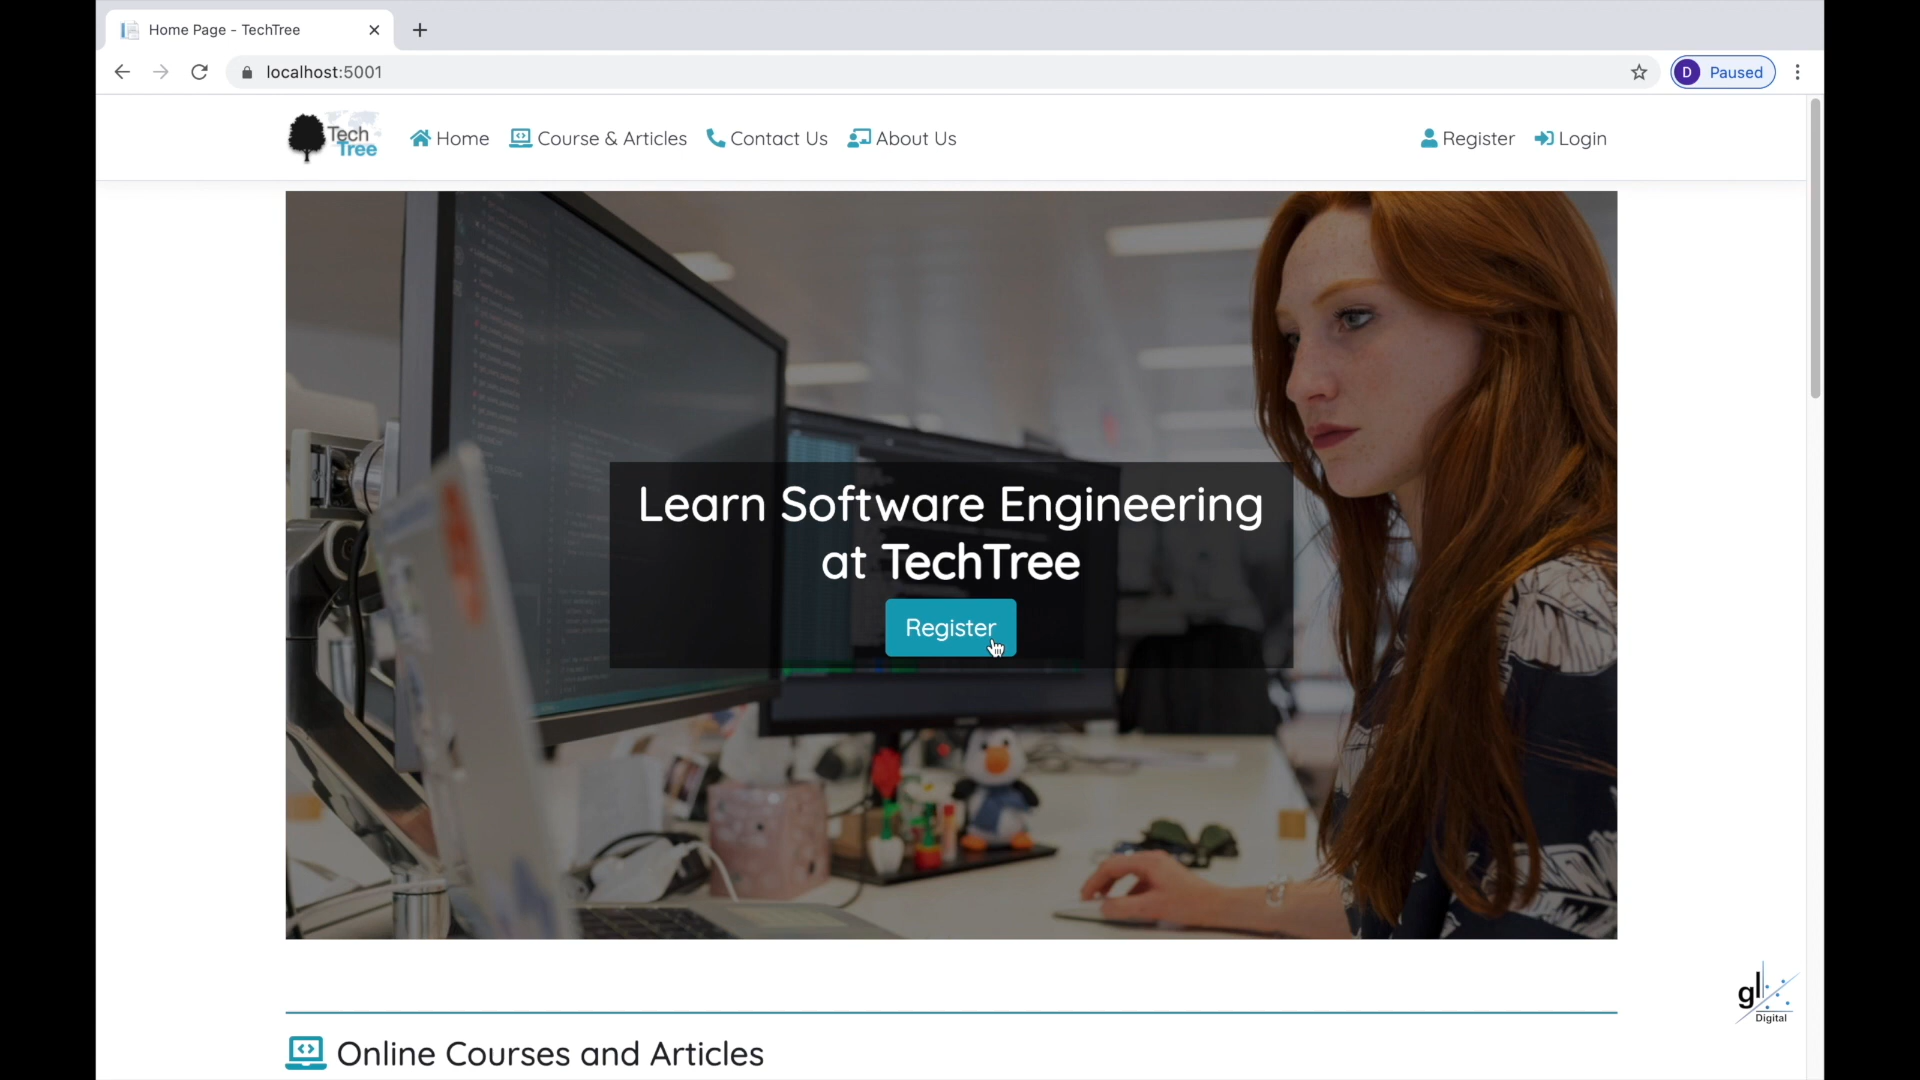 Home Page - TechTree
localhost:5001
D Paused
Tech
Tree
Home
Course & Articles
Contact Us
About Us
Register
Login
Learn Software Engineering
at TechTree
Register
Online Courses and Articles
gl
Digital